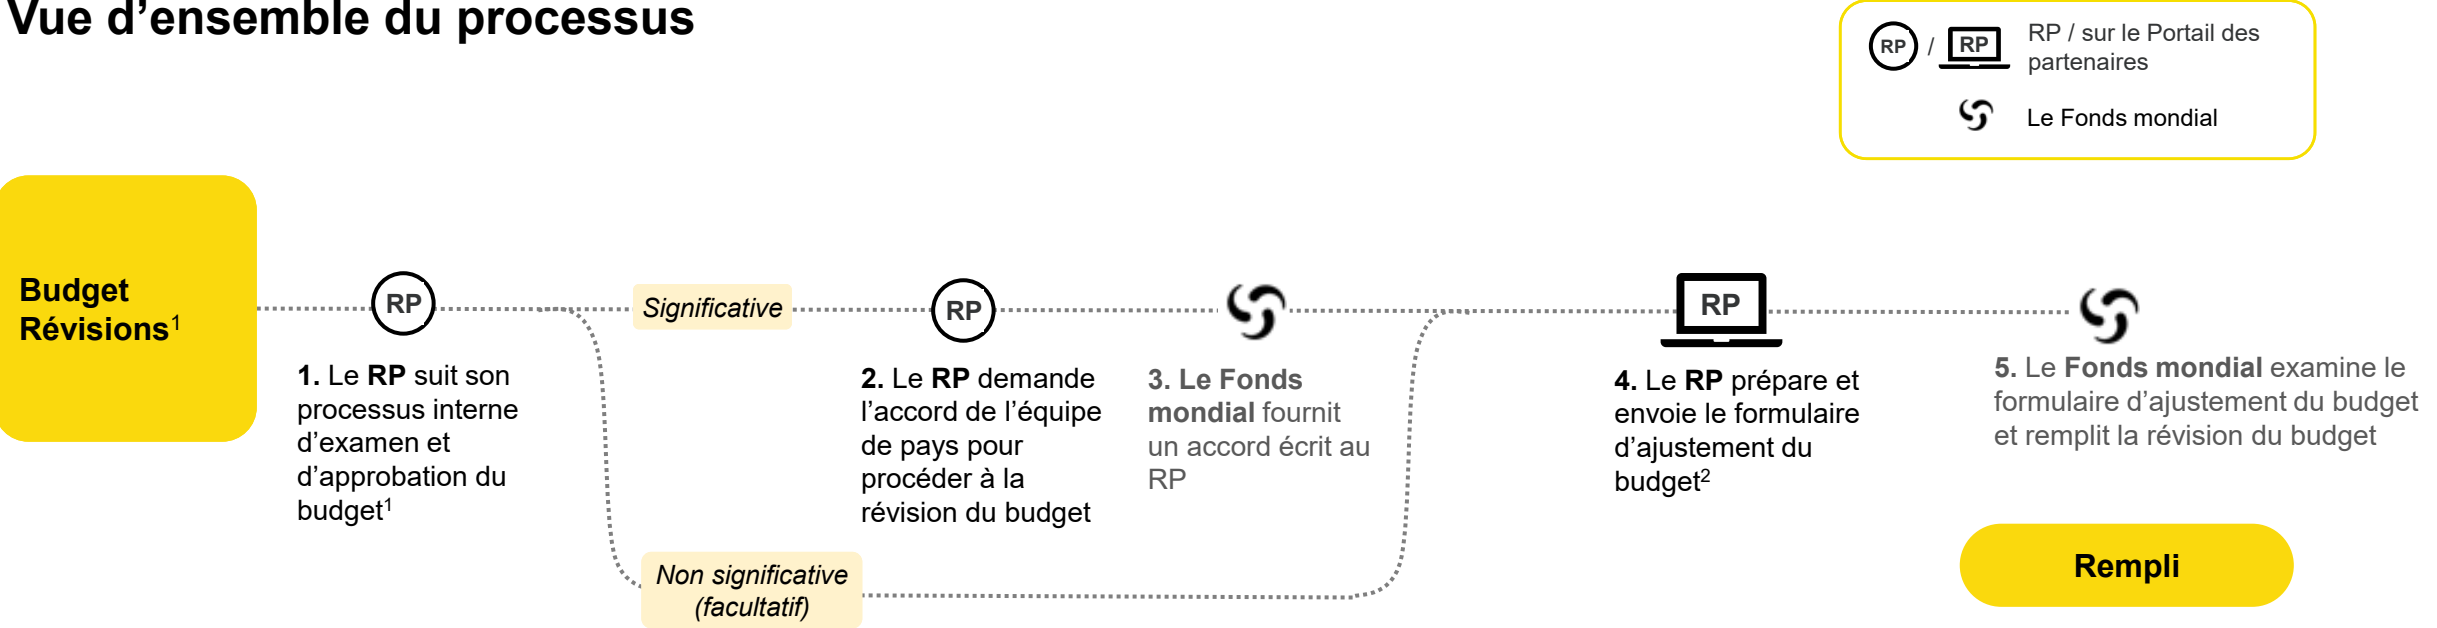 Vue d’ensemble du processus
RP / RP RP / sur le Portail des
partenaires
Le Fonds mondial
Budget
Révisions¹
RP
1. Le RP suit son
processus interne
d’examen et
d’approbation du
budget¹
Significative
Non significative
(facultatif)
RP
2. Le RP demande
l’accord de l’équipe
de pays pour
procéder à la
révision du budget
3. Le Fonds
mondial fournit
un accord écrit au
RP
RP
4. Le RP prépare et
envoie le formulaire
d’ajustement du
budget²
5. Le Fonds mondial examine le
formulaire d’ajustement du budget
et remplit la révision du budget
Rempli